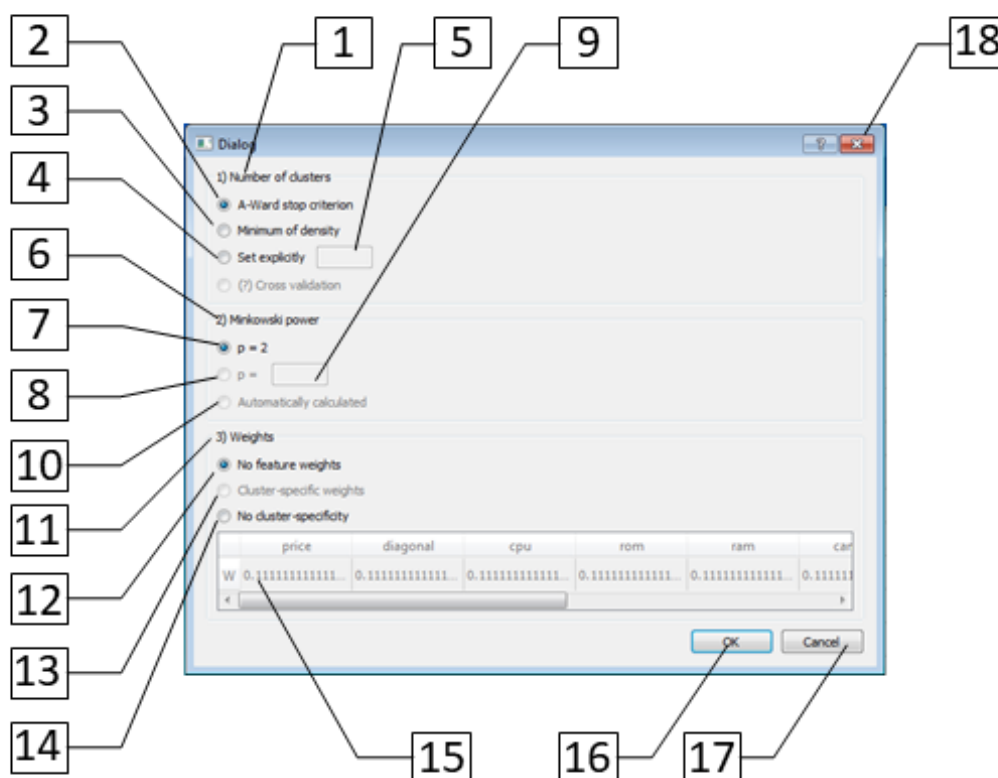 2
1
5
9
18
3
4
6
7
8
10
11
12
13
14
15
16
17
Dialog
?
1) Number of clusters
A-Ward stop criterion
Minimum of density
Set explicitly
(?) Cross validation
2) Minkowski power
p = 2
p =
Automatically calculated
3) Weights
No feature weights
Cluster-specific weights
No cluster-specificity
price diagonal cpu rom ram
W 0.111111111111... 0.111111111111... 0.111111111111... 0.111111111111... 0.111111111111... 0.111111
OK Cancel